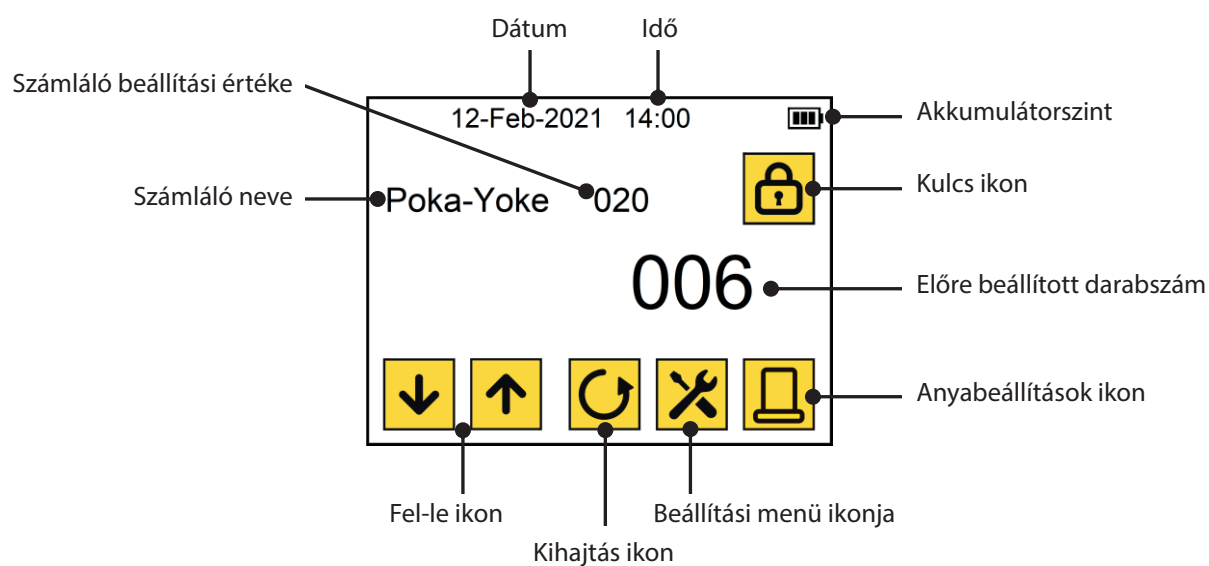 Dátum
Idő
Számláló beállítási értéke
12-Feb-2021 14:00
Akkumulátorszint
Számláló neve
Poka-Yoke 020
Kulcs ikon
006
Előre beállított darabszám
Anyabeállítások ikon
Fel-le ikon
Beállítási menü ikonja
Kihajtás ikon